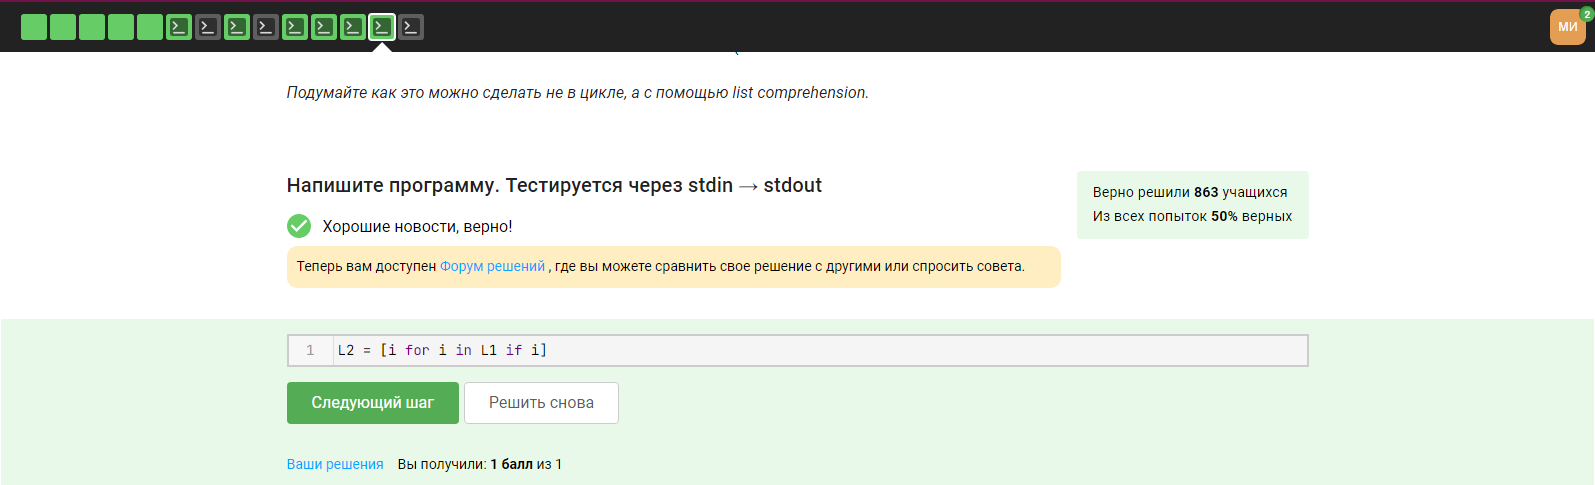 МИ
2
Подумайте как это можно сделать не в цикле, а с помощью list comprehension.
Напишите программу. Тестируется через stdin → stdout
Верно решили 863 учащихся
Из всех попыток 50% верных
Хорошие новости, верно!
Теперь вам доступен Форум решений , где вы можете сравнить свое решение с другими или спросить совета.
1 L2 = [i for i in L1 if i]
Следующий шаг
Решить снова
Ваши решения Вы получили: 1 балл из 1